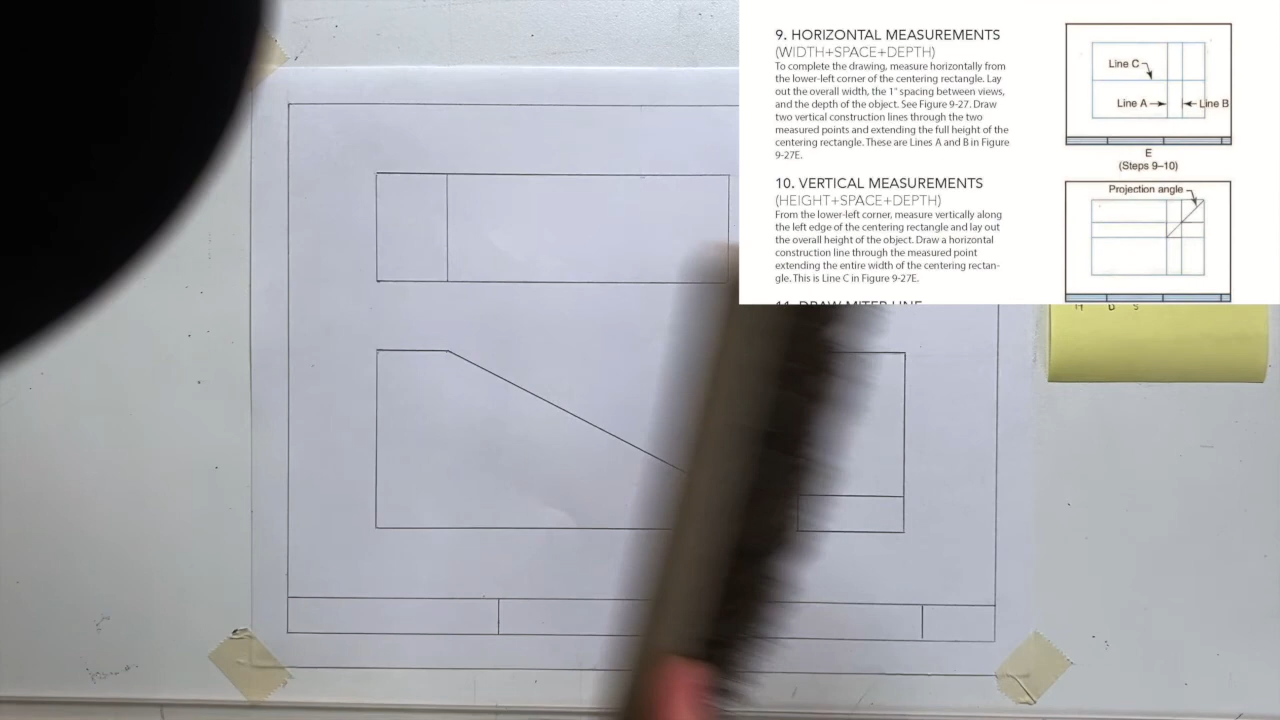 9. HORIZONTAL MEASUREMENTS
(WIDTH+SPACE+DEPTH)
To complete the drawing, measure horizontally from
the lower-left corner of the centering rectangle. Lay
out the overall width, the 1" spacing between views,
and the depth of the object. See Figure 9-27. Draw
two vertical construction lines through the two
measured points and extending the full height of the
centering rectangle. These are Lines A and B in Figure
9-27E.
10. VERTICAL MEASUREMENTS
(HEIGHT+SPACE+DEPTH)
From the lower-left corner, measure vertically along
the left edge of the centering rectangle and lay out
the overall height of the object. Draw a horizontal
construction line through the measured point
extending the entire width of the centering rectan-
gle. This is Line C in Figure 9-27E.
11. DRAW MITER LINE
Line C
Line A
Line B
E
(Steps 9–10)
Projection angle